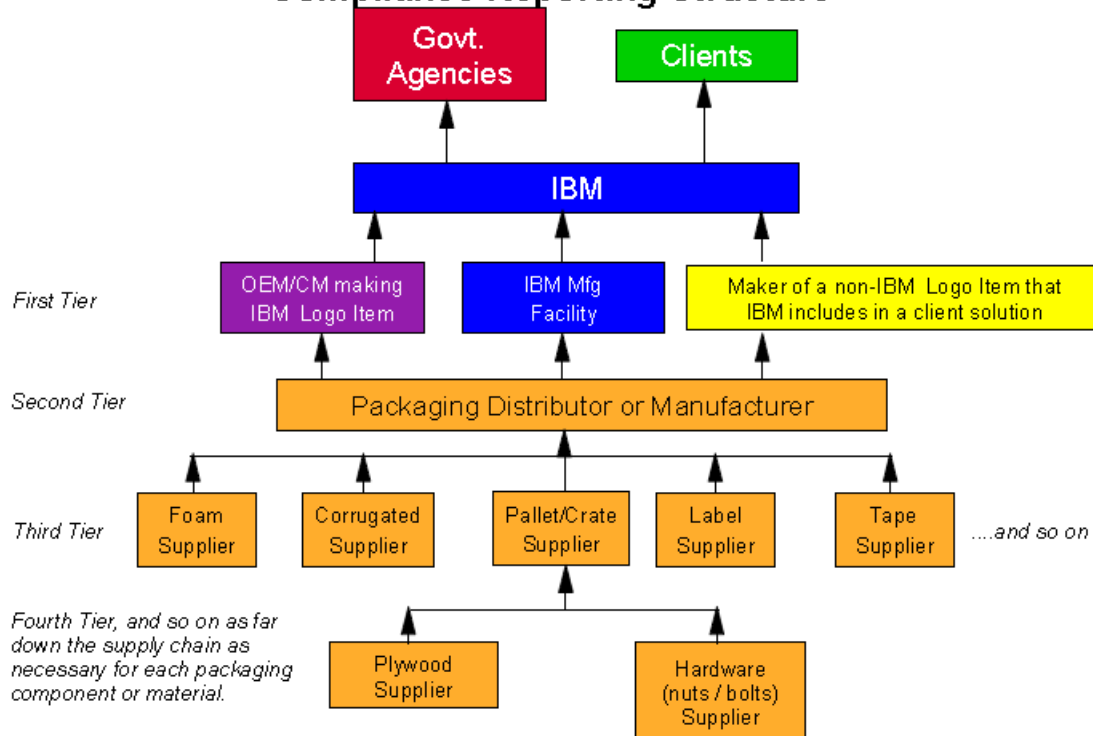 Compliance Reporting Structure
Govt.
Agencies
Clients
IBM
First Tier
OEM/CM making
IBM Logo Item
IBM Mfg
Facility
Maker of a non-IBM Logo Item that
IBM includes in a client solution
Second Tier
Packaging Distributor or Manufacturer
Third Tier
Foam
Supplier
Corrugated
Supplier
Pallet/Crate
Supplier
Label
Supplier
Tape
Supplier
....and so on
Fourth Tier, and so on as far
down the supply chain as
necessary for each packaging
component or material.
Plywood
Supplier
Hardware
(nuts / bolts)
Supplier